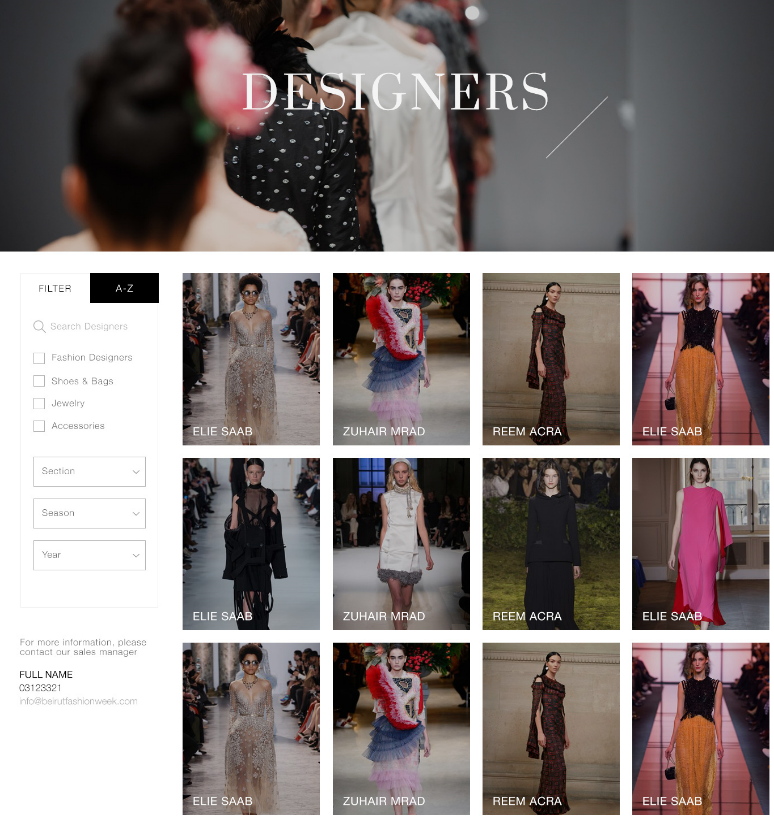 DESIGNERS
FILTER
A-Z
Search Designers
Fashion Designers
Shoes & Bags
Jewelry
Accessories
Section
Season
Year
For more information, please
contact our sales manager
FULL NAME
03123321
info@beirutfashionweek.com
ELIE SAAB
ZUHAIR MRAD
REEM ACRA
ELIE SAAB
ELIE SAAB
ZUHAIR MRAD
REEM ACRA
ELIE SAAB
ELIE SAAB
ZUHAIR MRAD
REEM ACRA
ELIE SAAB